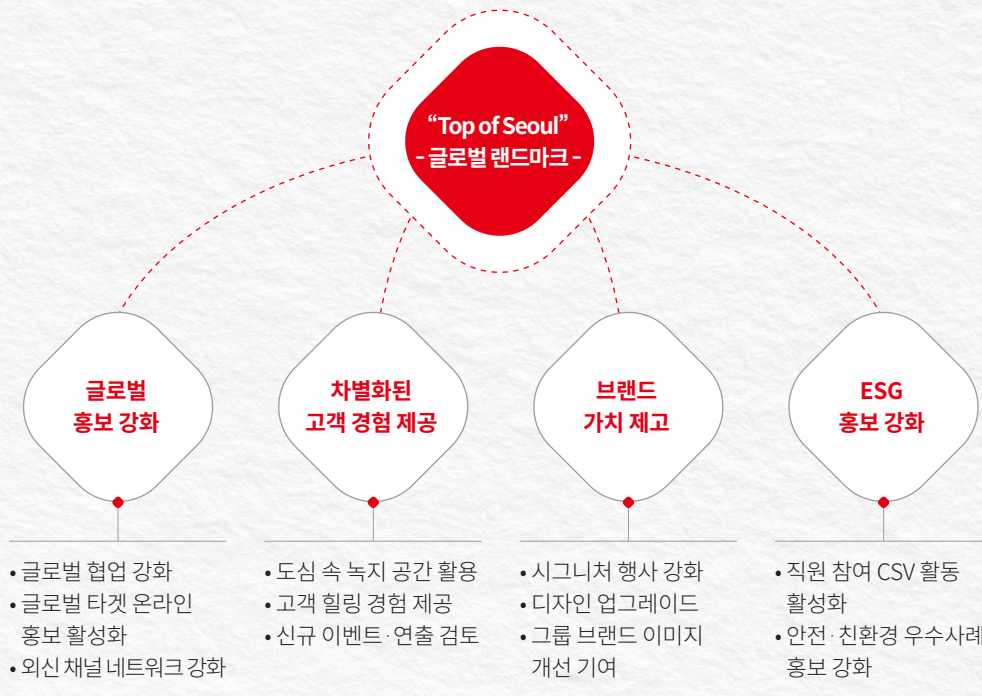 “Top of Seoul”
- 글로벌 랜드마크 -
글로벌
홍보 강화
차별화된
고객 경험 제공
브랜드
가치 제고
ESG
홍보 강화
• 글로벌 협업 강화
• 글로벌 타겟 온라인
홍보 활성화
• 외신 채널 네트워크 강화
• 도심 속 녹지 공간 활용
• 고객 힐링 경험 제공
• 신규 이벤트·연출 검토
• 시그니처 행사 강화
• 디자인 업그레이드
• 그룹 브랜드 이미지
개선 기여
• 직원 참여 CSV 활동
활성화
• 안전·친환경 우수사례
홍보 강화